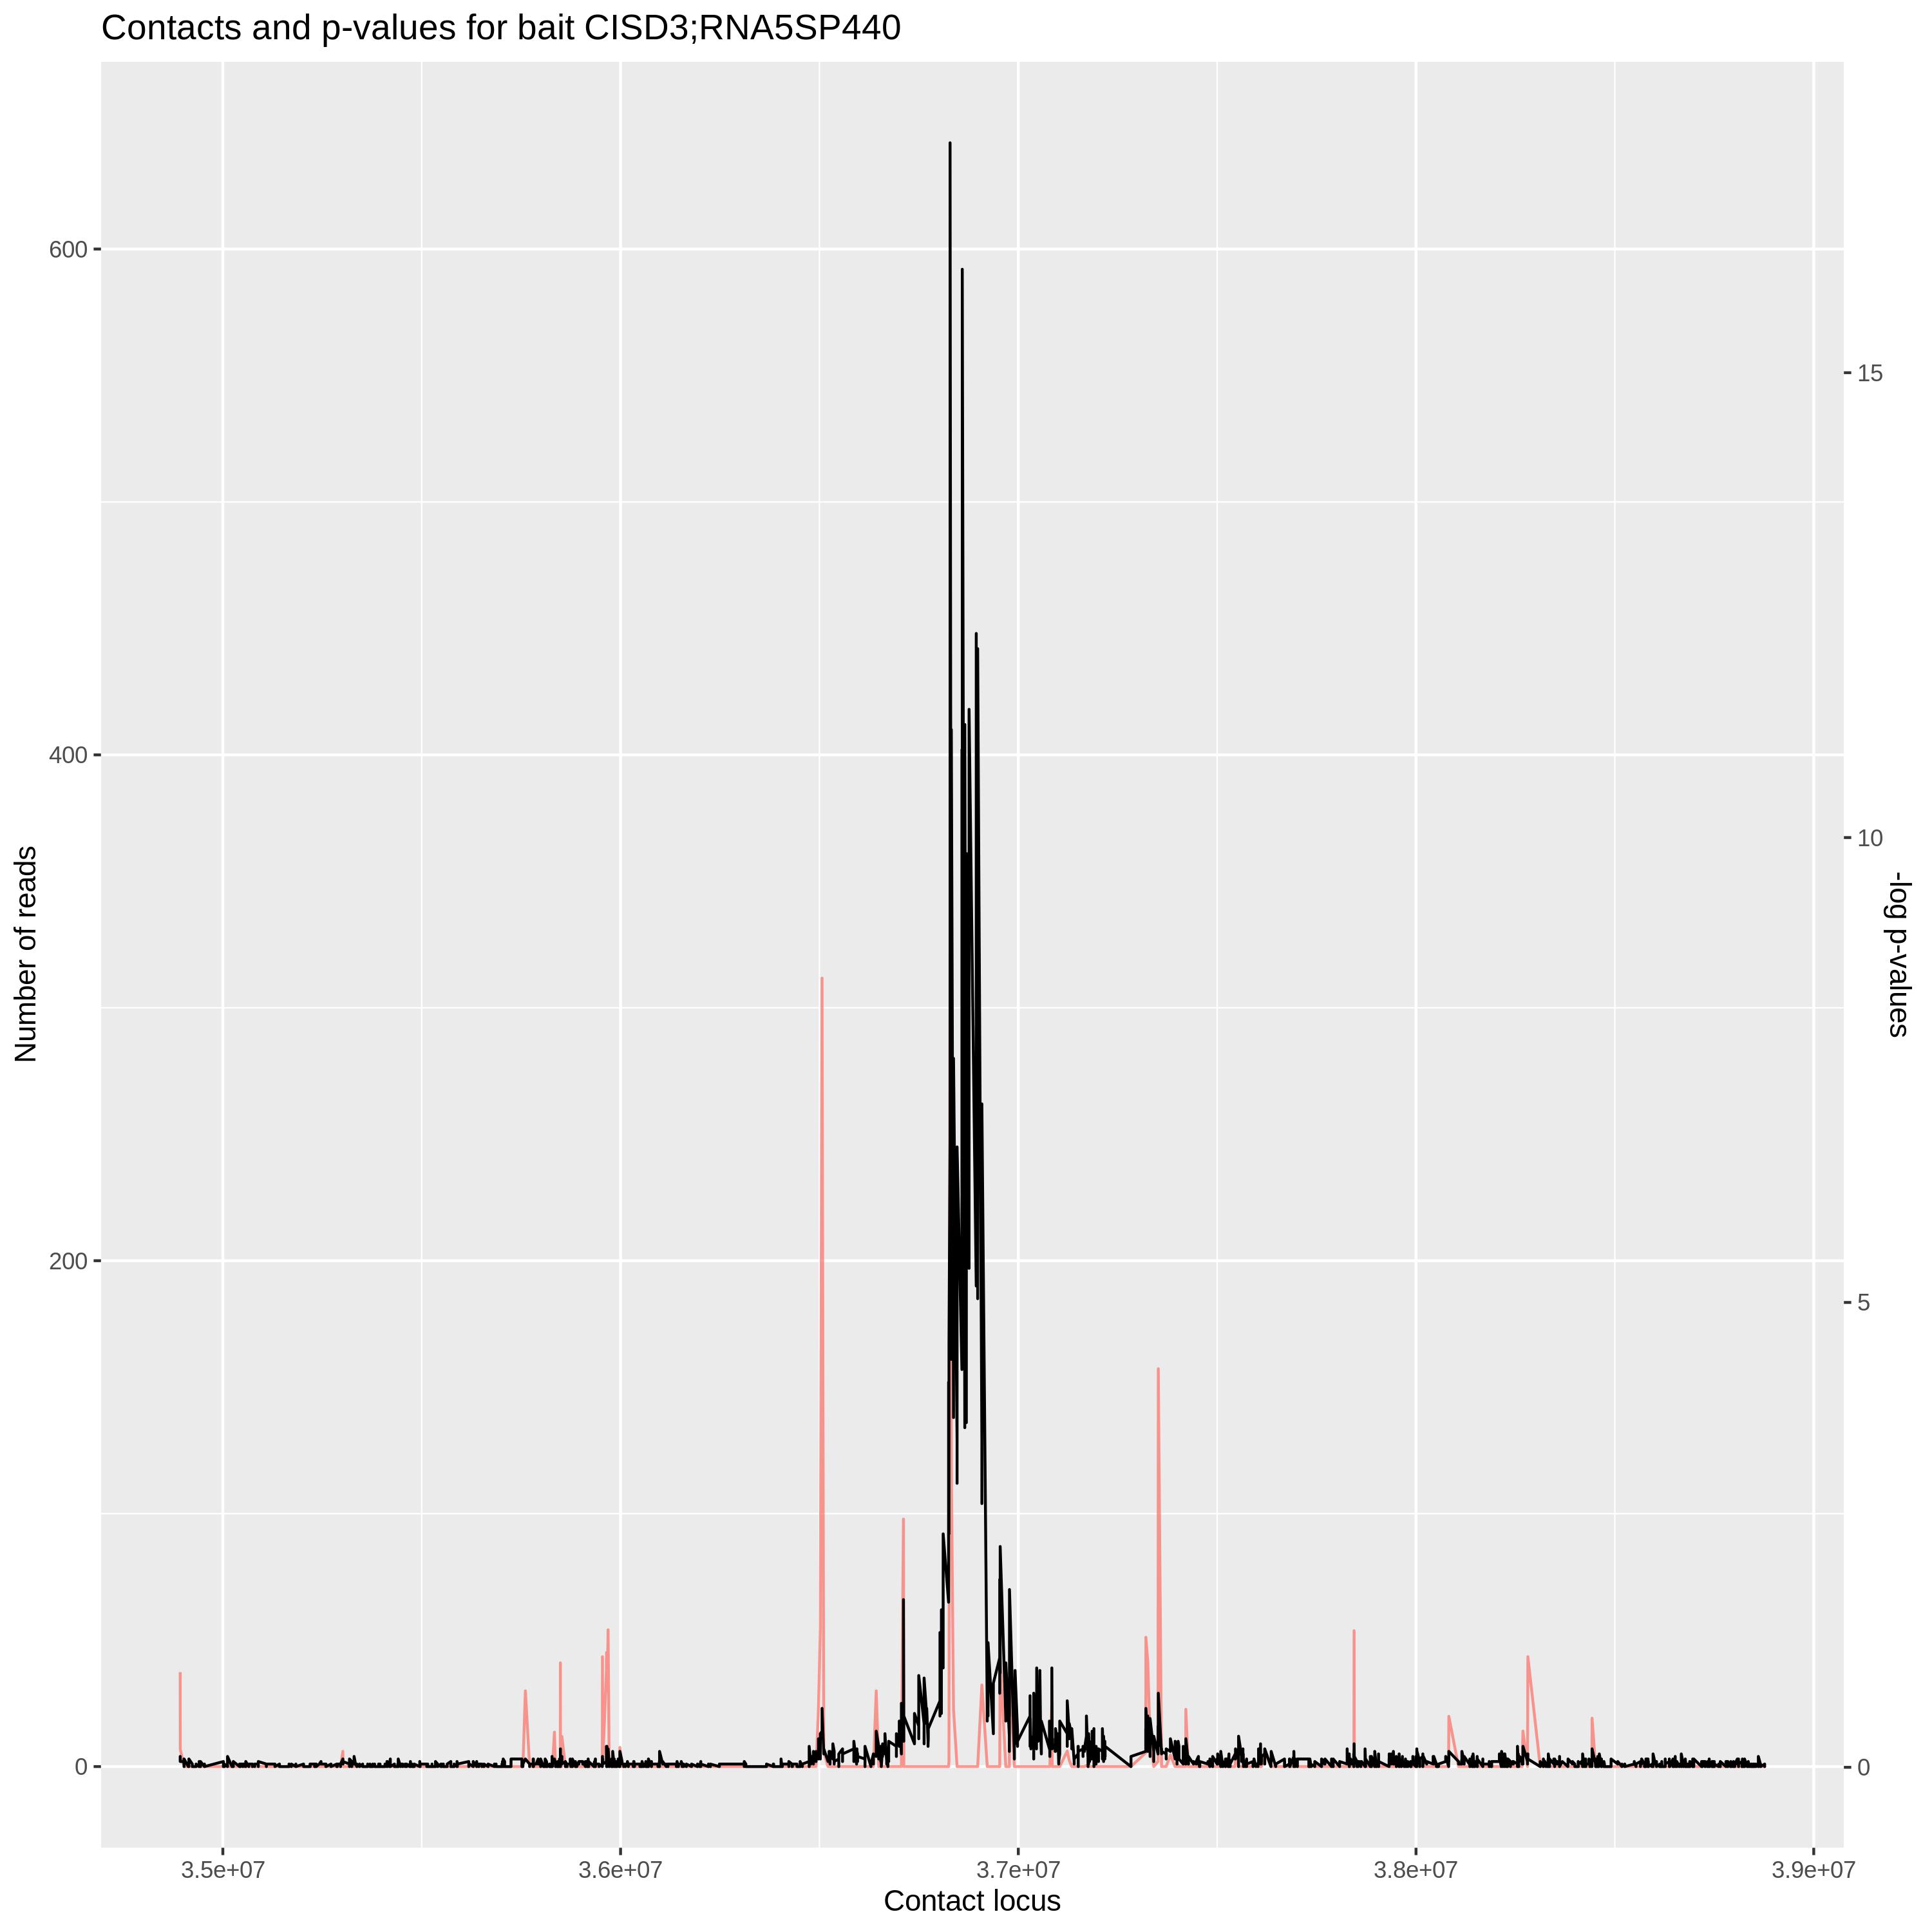 Contacts and p-values for bait CISD3;RNA5SP440
600
400
200
0
15
10
5
0
Number of reads
-log p-values
3.5e+07
3.6e+07
3.7e+07
3.8e+07
3.9e+07
Contact locus